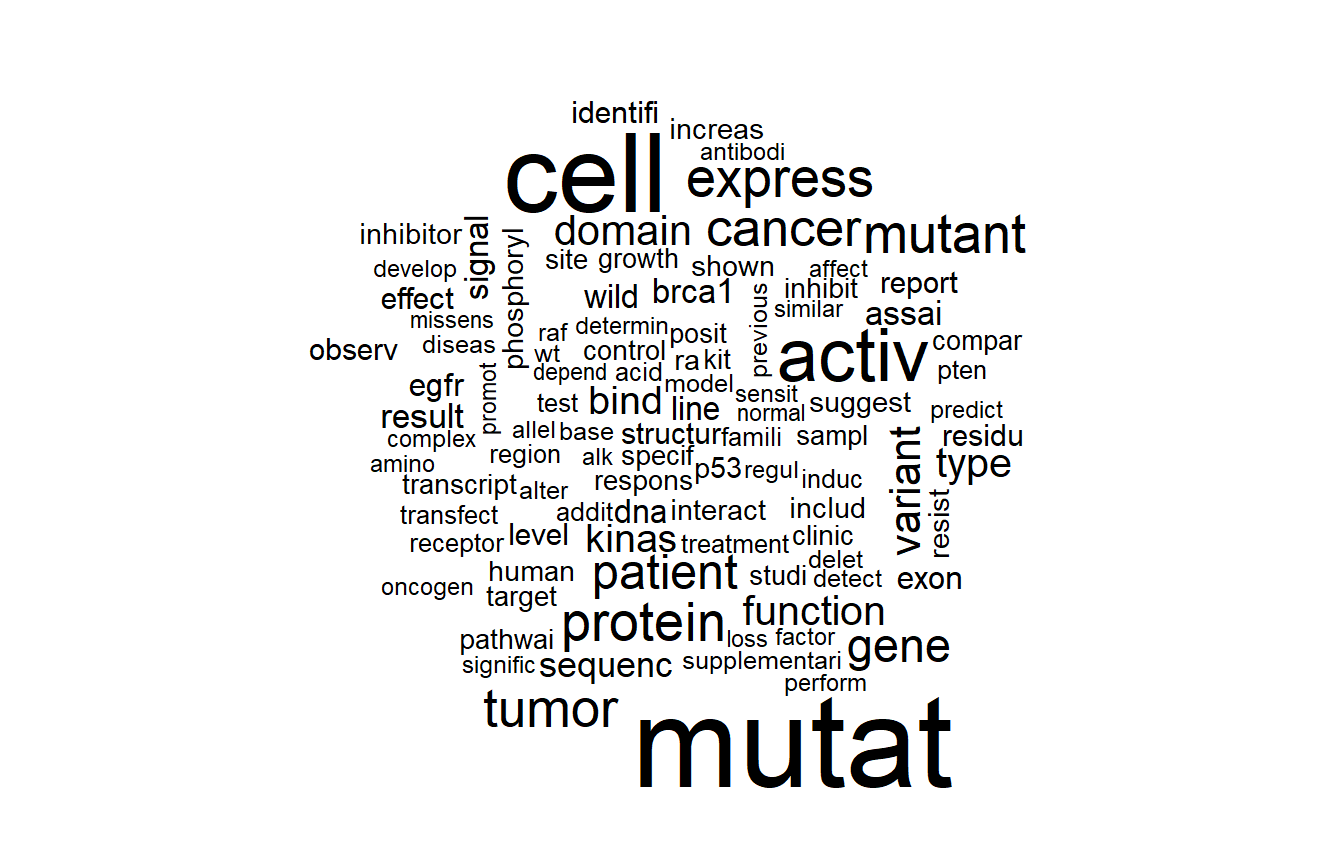 identifi
increas
antibodi
cell
express
inhibitor
signal
phosphoryl
domain
cancer
mutant
develop
site
growth
shown
affect
effect
wild
brca1
previous
inhibit
report
missens
similar
assai
observ
diseas
raf
determin
posit
wt
control
ra
kit
activ
compar
egfr
promot
depend
acid
model
sensit
pten
result
test
bind
line
normal
suggest
predict
complex
allel
base
structur
famili
sampl
variant
residu
amino
region
alk
specif
p53
regul
induc
type
transcript
alter
respons
resist
transfect
addit
dna
interact
includ
receptor
level
kinas
treatment
clinic
oncogen
human
patient
studi
delet
detect
exon
target
protein
function
pathwai
loss
factor
gene
signific
sequenc
supplementari
perform
tumor
mutat